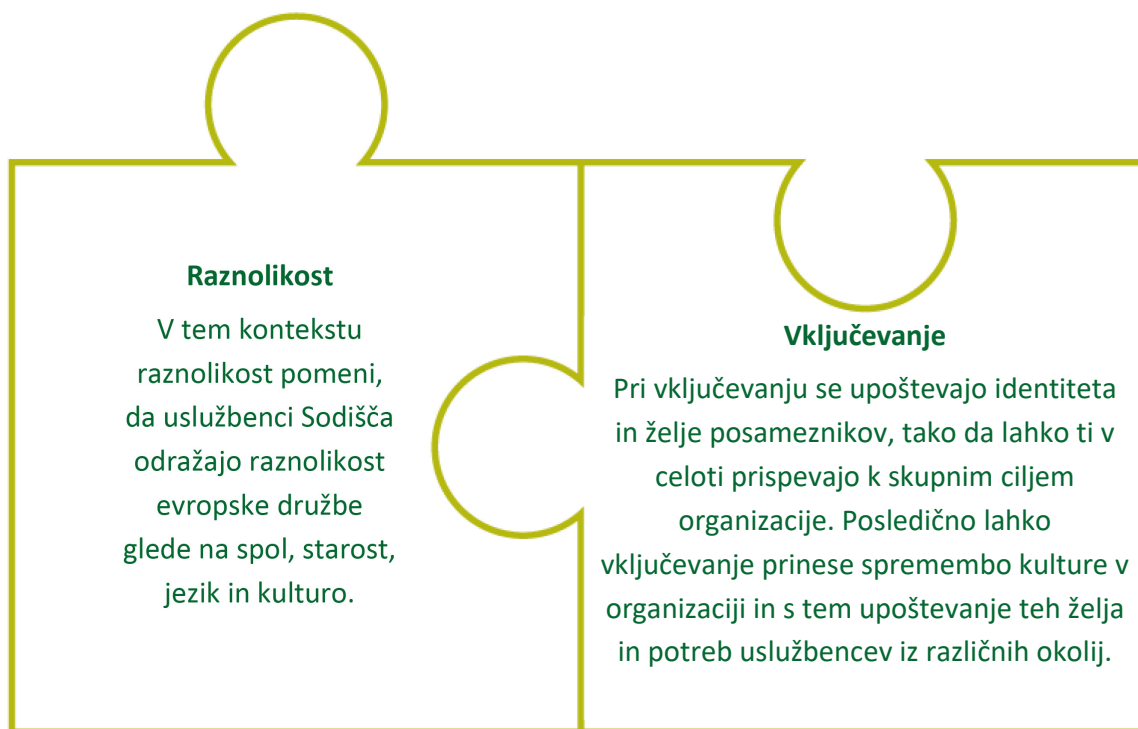 Raznolikost
V tem kontekstu
raznolikost pomeni,
da uslužbenci Sodišča
odražajo raznolikost
evropske družbe
glede na spol, starost,
jezik in kulturo.
Vključevanje
Pri vključevanju se upoštevajo identiteta
in želje posameznikov, tako da lahko ti v
celoti prispevajo k skupnim ciljem
organizacije. Posledično lahko
vključevanje prinese spremembo kulture v
organizaciji in s tem upoštevanje teh želja
in potreb uslužbencev iz različnih okolij.